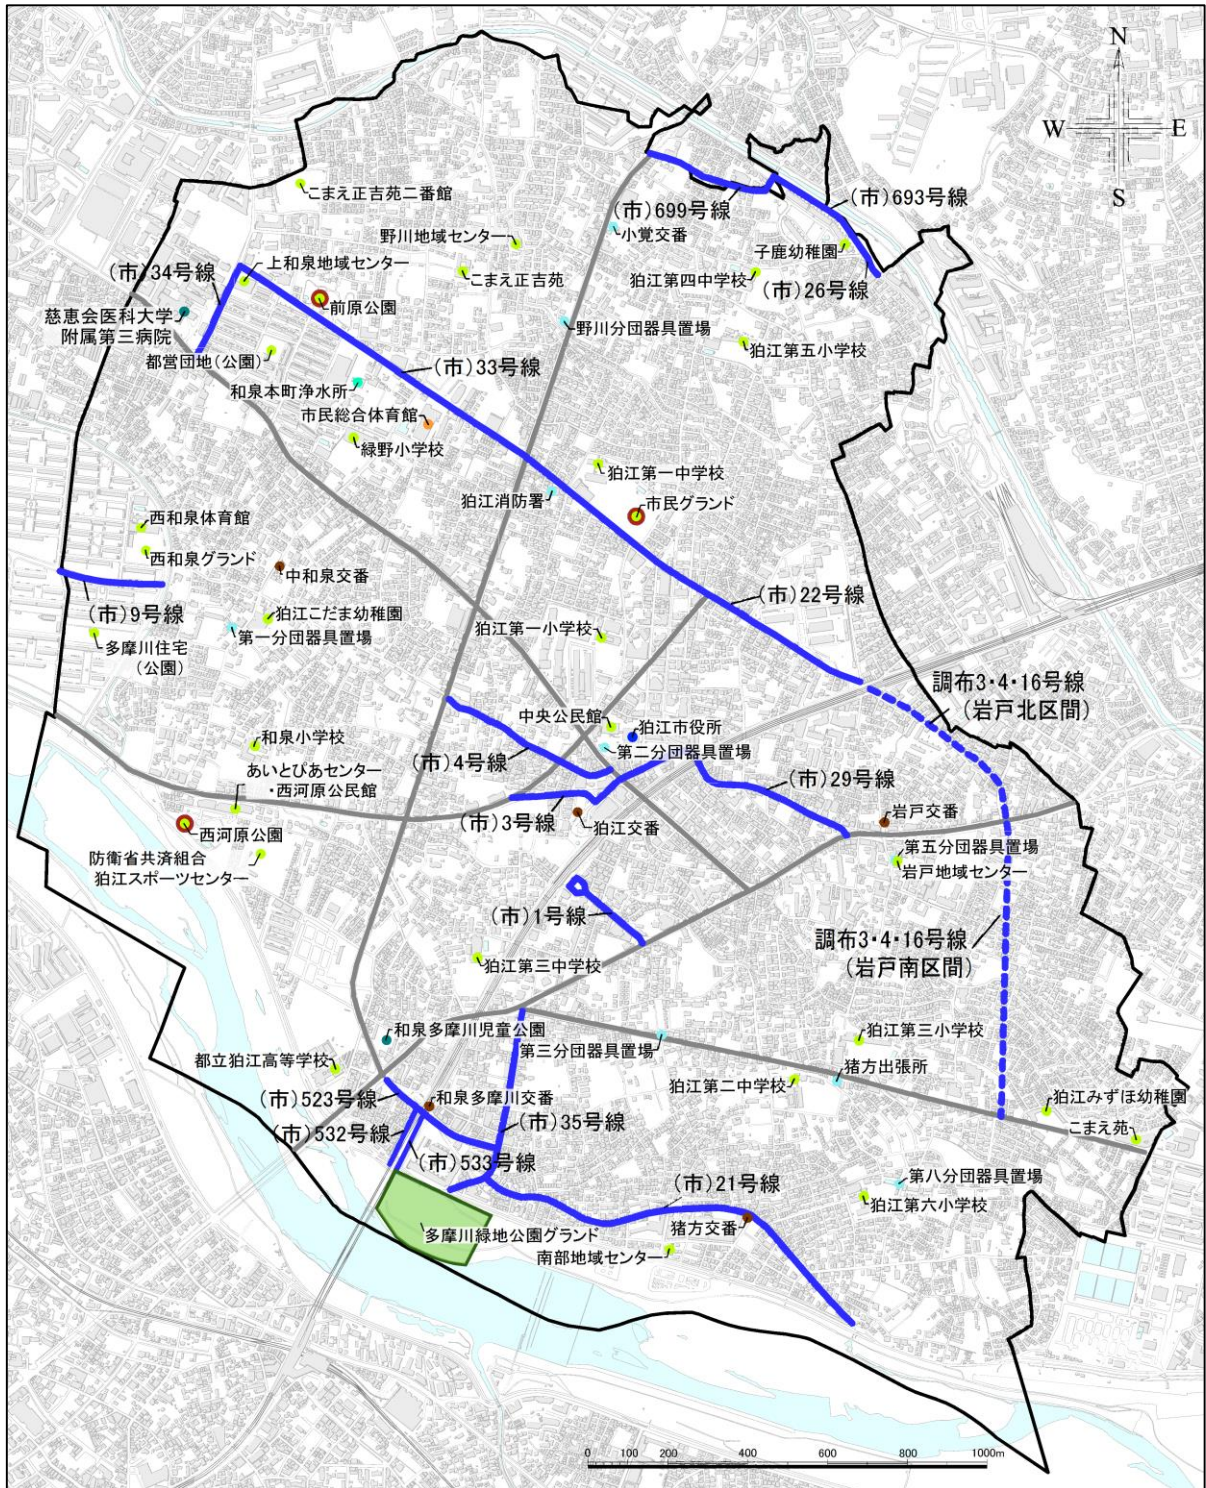 N
W
E
S
こまえ正吉苑二番館
(市)699号線
(市)693号線
小覚交番
野川地域センター
子鹿幼稚園
(市)34号線
上和泉地域センター
こまえ正吉苑
狛江第四中学校
(市)26号線
慈恵会医科大学
附属第三病院
前原公園
野川分団器具置場
狛江第五小学校
都営団地(公園)
(市)33号線
和泉本町浄水所
市民総合体育館
緑野小学校
狛江第一中学校
狛江消防署
市民グランド
西和泉体育館
西和泉グランド
中和泉交番
(市)9号線
狛江こだま幼稚園
第一分団器具置場
多摩川住宅
(公園)
(市)22号線
狛江第一小学校
調布3・4・16号線
(岩戸北区間)
中央公民館
狛江市役所
第二分団器具置場
和泉小学校
あいとぴあセンター
・西河原公民館
(市)4号線
(市)29号線
(市)3号線
狛江交番
岩戸交番
西河原公園
防衛省共済組合
狛江スポーツセンター
第五分団器具置場
岩戸地域センター
(市)1号線
調布3・4・16号線
(岩戸南区間)
狛江第三中学校
和泉多摩川児童公園
第三分団器具置場
狛江第三小学校
都立狛江高等学校
狛江第二中学校
猪方出張所
(市)523号線
和泉多摩川交番
狛江みずほ幼稚園
(市)532号線
(市)35号線
こまえ苑
(市)533号線
(市)21号線
第八分団器具置場
狛江第六小学校
多摩川緑地公園グランド
猪方交番
南部地域センター
0 100 200 400 600 800 1000m